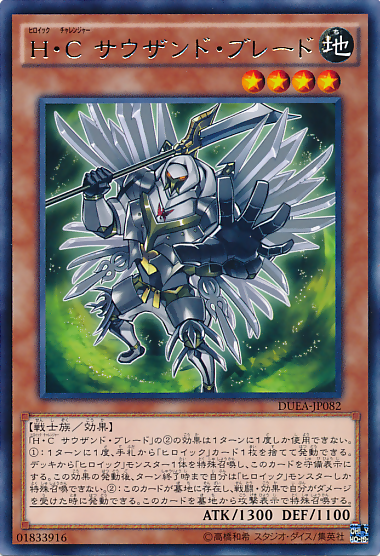 ヒロイック チャレンジャー
H・C サウザンド・ブレード
ち
地
DUEA-JP082
【戦士族/効果】
「H・C サウザンド・ブレード」の②の効果は1ターンに1度しか使用できない。
①:1ターンに1度、手札から「ヒロイック」カード1枚を捨てて発動できる。
デッキから「ヒロイック」モンスター1体を特殊召喚し、このカードを守備表示に
する。この効果の発動後、ターン終了時まで自分は「ヒロイック」モンスターしか
特殊召喚できない。②:このカードが墓地に存在し、戦闘・効果で自分がダメージ
を受けた時に発動できる。このカードを墓地から攻撃表示で特殊召喚する。
ATK/1300 DEF/1100
01833916
©高橋和希 スタジオ・ダイス/集英社